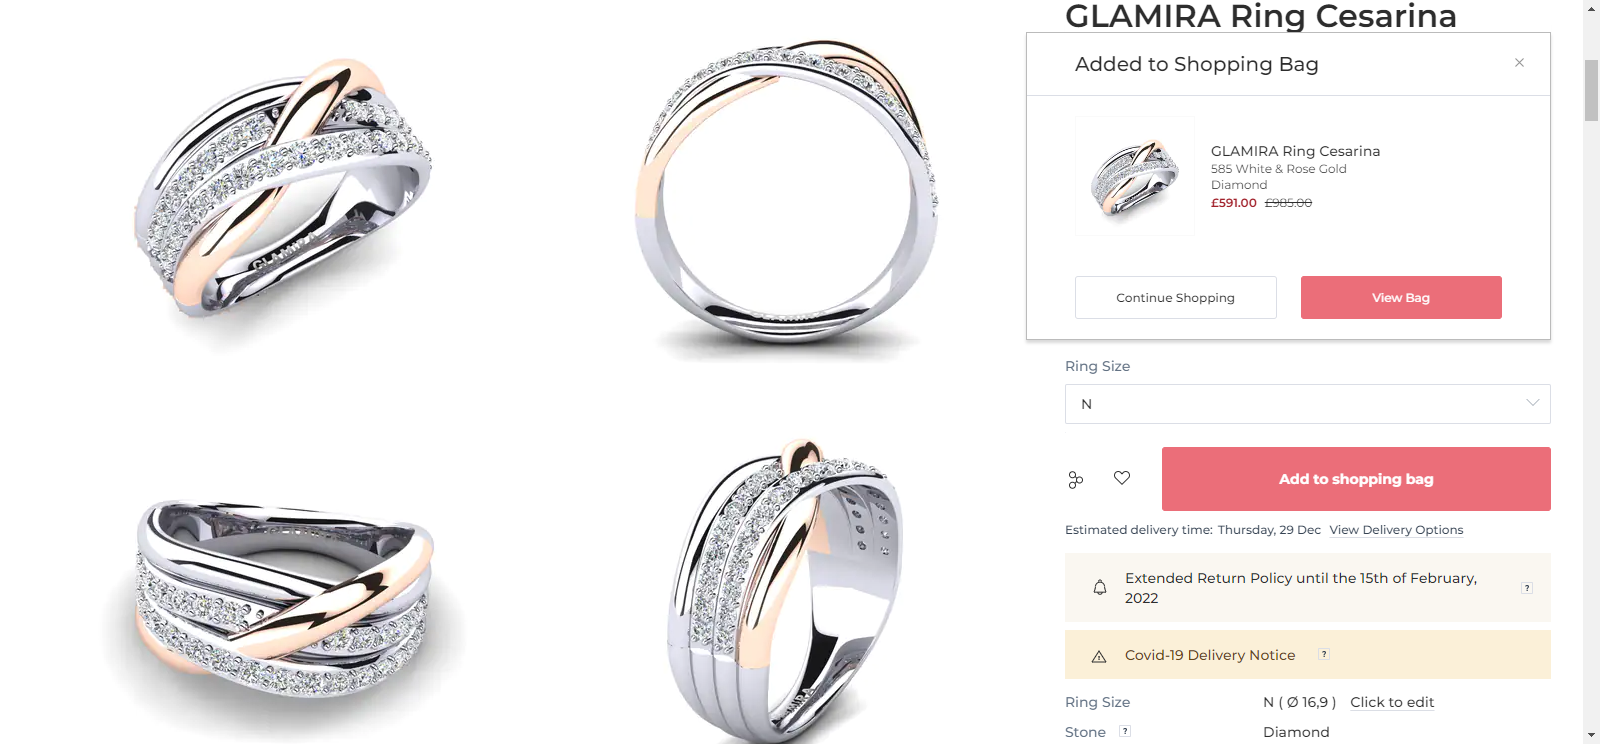 GLAMIRA Ring Cesarina
Added to Shopping Bag
GLAMIRA Ring Cesarina
585 White & Rose Gold
Diamond
£591.00 £985.00
Continue Shopping
View Bag
Ring Size
N
Add to shopping bag
Estimated delivery time: Thursday, 29 Dec View Delivery Options
Extended Return Policy until the 15th of February,
2022
?
Covid-19 Delivery Notice ?
Ring Size N ( Ø 16,9 ) Click to edit
Stone ? Diamond
GLAMIRA
N
GLAMIRA
GLAMIRA